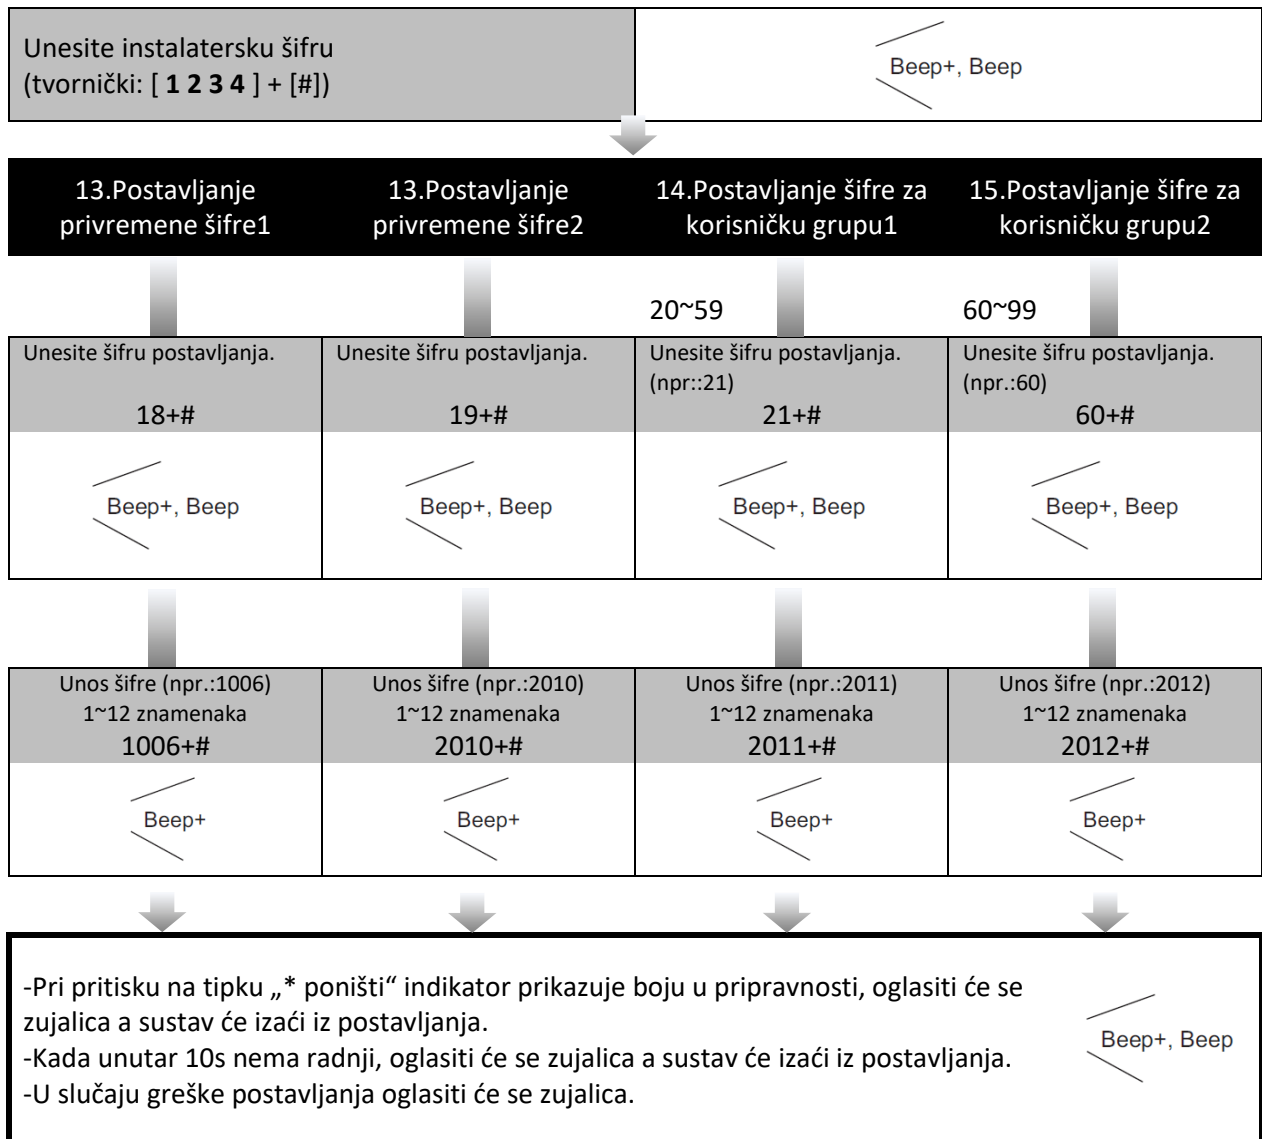 Unesite instalatersku šifru
(tvornički: [ 1 2 3 4 ] + [#])
Beep+, Beep
13.Postavljanje
privremene šifre1
13.Postavljanje
privremene šifre2
14.Postavljanje šifre za
korisničku grupu1
15.Postavljanje šifre za
korisničku grupu2
20~59
60~99
Unesite šifru postavljanja.
18+#
Unesite šifru postavljanja.
19+#
Unesite šifru postavljanja.
(npr::21)
21+#
Unesite šifru postavljanja.
(npr.:60)
60+#
Beep+, Beep
Beep+, Beep
Beep+, Beep
Beep+, Beep
Unos šifre (npr.:1006)
1~12 znamenaka
1006+#
Unos šifre (npr.:2010)
1~12 znamenaka
2010+#
Unos šifre (npr.:2011)
1~12 znamenaka
2011+#
Unos šifre (npr.:2012)
1~12 znamenaka
2012+#
Beep+
Beep+
Beep+
Beep+
-Pri pritisku na tipku „* poništi“ indikator prikazuje boju u pripravnosti, oglasiti će se
zujalica a sustav će izaći iz postavljanja.
-Kada unutar 10s nema radnji, oglasiti će se zujalica a sustav će izaći iz postavljanja.
-U slučaju greške postavljanja oglasiti će se zujalica.
Beep+, Beep